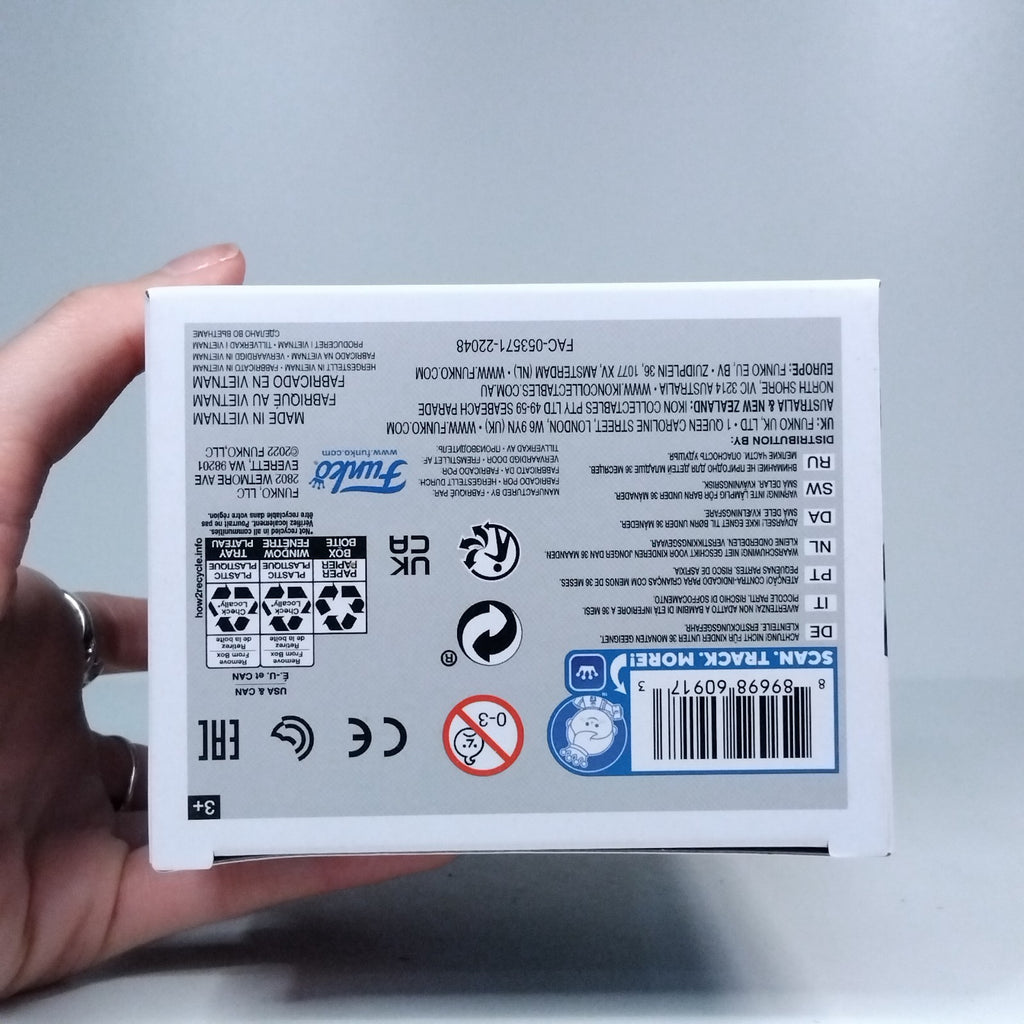 3+
8 89698 60917 3
SCAN. TRACK. MORE!
0-3
CE
EAC
USA & CAN
É.-U. et CAN
Remove
From Box
Retirez
de la boîte
Remove
From Box
Retirez
de la boîte
Check
Locally*
Check
Locally*
PAPER
PAPIER
PLASTIC
PLASTIQUE
PLASTIC
PLASTIQUE
BOX
BOÎTE
WINDOW
FENÊTRE
TRAY
PLATEAU
how2recycle.info
*Not recycled in all communities.
Vérifiez localement. Pourrait ne pas
être recyclé dans votre région.
®
UK
CA
DE
ACHTUNG! NICHT FÜR KINDER UNTER 36 MONATEN GEEIGNET.
KLEINTEILE. ERSTICKUNGSGEFAHR.
IT
AVVERTENZA! NON ADATTO A BAMBINI DI ETÀ INFERIORE A 36 MESI.
PICCOLE PARTI. RISCHIO DI SOFFOCAMENTO.
PT
ATENÇÃO: CONTRA-INDICADO PARA CRIANÇAS COM MENOS DE 36 MESES.
PEQUENAS PARTES. RISCO DE ASFIXIA.
NL
WAARSCHUWING: NIET GESCHIKT VOOR KINDEREN JONGER DAN 36 MAANDEN.
KLEINE ONDERDELEN. VERSTIKKINGSGEVAAR.
DA
ADVARSEL! IKKE EGNET TIL BØRN UNDER 36 MÅNEDER.
SMÅ DELE. KVÆLNINGSFARE.
SW
VARNING! INTE LÄMPLIG FÖR BARN UNDER 36 MÅNADER.
SMÅ DELAR. KVÄVNINGSRISK.
RU
ВНИМАНИЕ! НЕ ПРИГОДНО ДЛЯ ДЕТЕЙ МЛАДШЕ 36 МЕСЯЦЕВ.
МЕЛКИЕ ЧАСТИ. ОПАСНОСТЬ УДУШЬЯ.
MANUFACTURED BY • FABRIQUÉ PAR:
FABRICADO POR • HERGESTELLT DURCH:
FABRICATO DA • FABRICADO POR:
VERVAARDIGD DOOR • FREMSTILLET AF:
TILLVERKAD AV • ПРОИЗВОДИТЕЛЬ:
Funko
www.funko.com
FUNKO, LLC
2802 WETMORE AVE
EVERETT, WA 98201
©2022 FUNKO,LLC
DISTRIBUTION BY:
UK: FUNKO UK, LTD • 1 QUEEN CAROLINE STREET, LONDON, W6 9YN (UK) • WWW.FUNKO.COM
AUSTRALIA & NEW ZEALAND: IKON COLLECTABLES PTY LTD 49-59 SEABEACH PARADE
NORTH SHORE, VIC 3214 AUSTRALIA • WWW.IKONCOLLECTABLES.COM.AU
EUROPE: FUNKO EU, BV • ZUIDPLEIN 36, 1077 XV, AMSTERDAM (NL) • WWW.FUNKO.COM
FAC-053571-22048
MADE IN VIETNAM
FABRIQUÉ AU VIETNAM
FABRICADO EN VIETNAM
HERGESTELLT IN VIETNAM • FABBRICATO IN VIETNAM
FABRICADO NA VIETNAM • VERVAARDIGD IN VIETNAM
PRODUCERET I VIETNAM • TILLVERKAD I VIETNAM
СДЕЛАНО ВО ВЬЕТНАМЕ